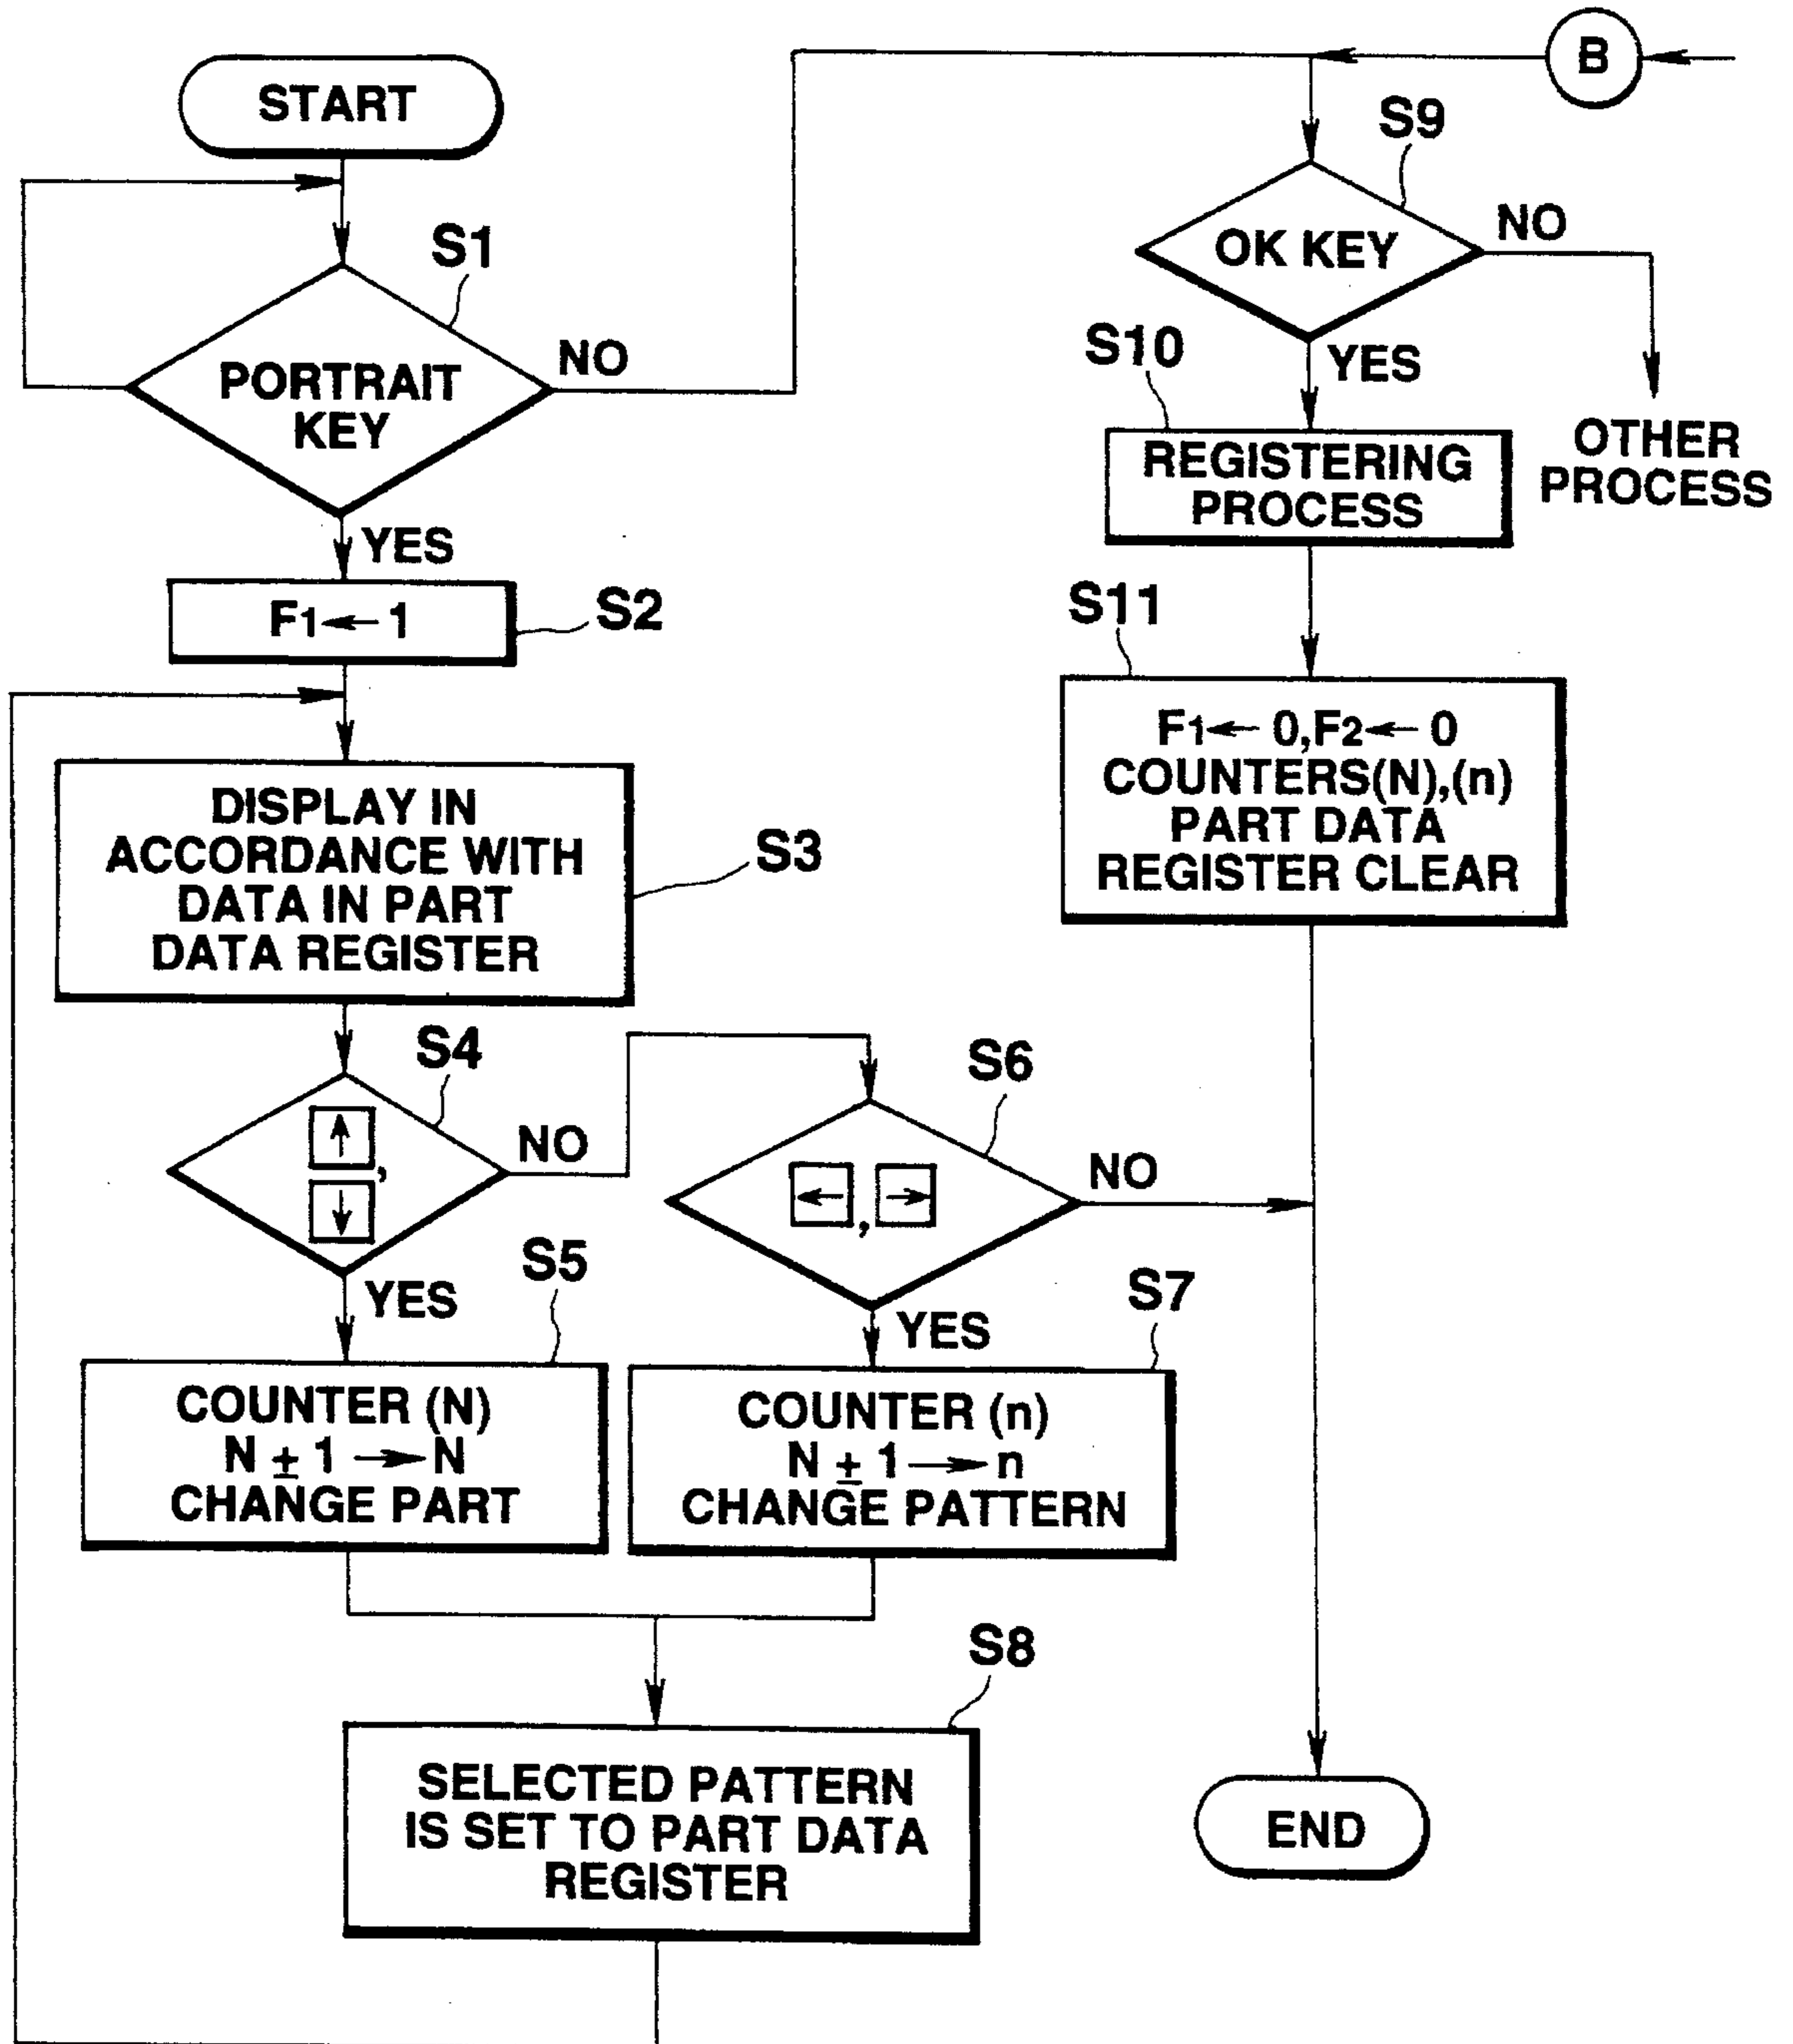 START
S1
PORTRAIT
KEY
NO
YES
F1←1
S2
DISPLAY IN
ACCORDANCE WITH
DATA IN PART
DATA REGISTER
S3
S4
↑,
↓
NO
YES
S5
COUNTER (N)
N ± 1 → N
CHANGE PART
S6
←, →
NO
YES
S7
COUNTER (n)
N ± 1 → n
CHANGE PATTERN
S8
SELECTED PATTERN
IS SET TO PART DATA
REGISTER
B
S9
OK KEY
NO
YES
OTHER
PROCESS
S10
REGISTERING
PROCESS
S11
F1← 0,F2← 0
COUNTERS(N),(n)
PART DATA
REGISTER CLEAR
END